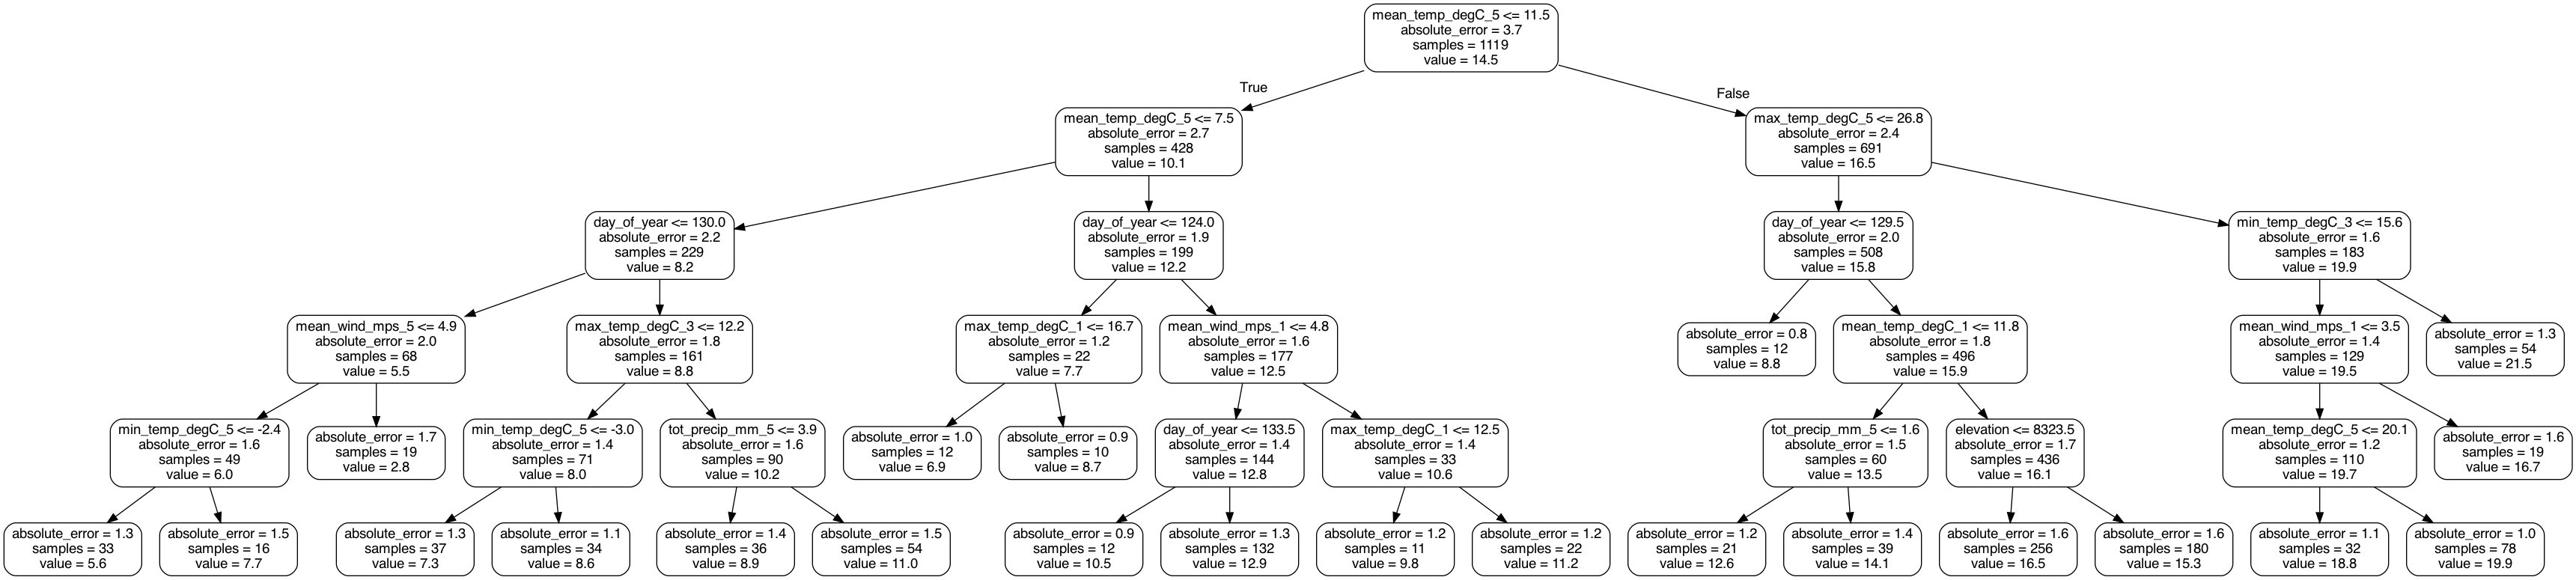 mean_temp_degC_5 <= 11.5
absolute_error = 3.7
samples = 1119
value = 14.5
True
False
mean_temp_degC_5 <= 7.5
absolute_error = 2.7
samples = 428
value = 10.1
max_temp_degC_5 <= 26.8
absolute_error = 2.4
samples = 691
value = 16.5
day_of_year <= 130.0
absolute_error = 2.2
samples = 229
value = 8.2
day_of_year <= 124.0
absolute_error = 1.9
samples = 199
value = 12.2
day_of_year <= 129.5
absolute_error = 2.0
samples = 508
value = 15.8
min_temp_degC_3 <= 15.6
absolute_error = 1.6
samples = 183
value = 19.9
mean_wind_mps_5 <= 4.9
absolute_error = 2.0
samples = 68
value = 5.5
max_temp_degC_3 <= 12.2
absolute_error = 1.8
samples = 161
value = 8.8
max_temp_degC_1 <= 16.7
absolute_error = 1.2
samples = 22
value = 7.7
mean_wind_mps_1 <= 4.8
absolute_error = 1.6
samples = 177
value = 12.5
absolute_error = 0.8
samples = 12
value = 8.8
mean_temp_degC_1 <= 11.8
absolute_error = 1.8
samples = 496
value = 15.9
mean_wind_mps_1 <= 3.5
absolute_error = 1.4
samples = 129
value = 19.5
absolute_error = 1.3
samples = 54
value = 21.5
min_temp_degC_5 <= -2.4
absolute_error = 1.6
samples = 49
value = 6.0
absolute_error = 1.7
samples = 19
value = 2.8
min_temp_degC_5 <= -3.0
absolute_error = 1.4
samples = 71
value = 8.0
tot_precip_mm_5 <= 3.9
absolute_error = 1.6
samples = 90
value = 10.2
absolute_error = 1.0
samples = 12
value = 6.9
absolute_error = 0.9
samples = 10
value = 8.7
day_of_year <= 133.5
absolute_error = 1.4
samples = 144
value = 12.8
max_temp_degC_1 <= 12.5
absolute_error = 1.4
samples = 33
value = 10.6
tot_precip_mm_5 <= 1.6
absolute_error = 1.5
samples = 60
value = 13.5
elevation <= 8323.5
absolute_error = 1.7
samples = 436
value = 16.1
mean_temp_degC_5 <= 20.1
absolute_error = 1.2
samples = 110
value = 19.7
absolute_error = 1.6
samples = 19
value = 16.7
absolute_error = 1.3
samples = 33
value = 5.6
absolute_error = 1.5
samples = 16
value = 7.7
absolute_error = 1.3
samples = 37
value = 7.3
absolute_error = 1.1
samples = 34
value = 8.6
absolute_error = 1.4
samples = 36
value = 8.9
absolute_error = 1.5
samples = 54
value = 11.0
absolute_error = 0.9
samples = 12
value = 10.5
absolute_error = 1.3
samples = 132
value = 12.9
absolute_error = 1.2
samples = 11
value = 9.8
absolute_error = 1.2
samples = 22
value = 11.2
absolute_error = 1.2
samples = 21
value = 12.6
absolute_error = 1.4
samples = 39
value = 14.1
absolute_error = 1.6
samples = 256
value = 16.5
absolute_error = 1.6
samples = 180
value = 15.3
absolute_error = 1.1
samples = 32
value = 18.8
absolute_error = 1.0
samples = 78
value = 19.9